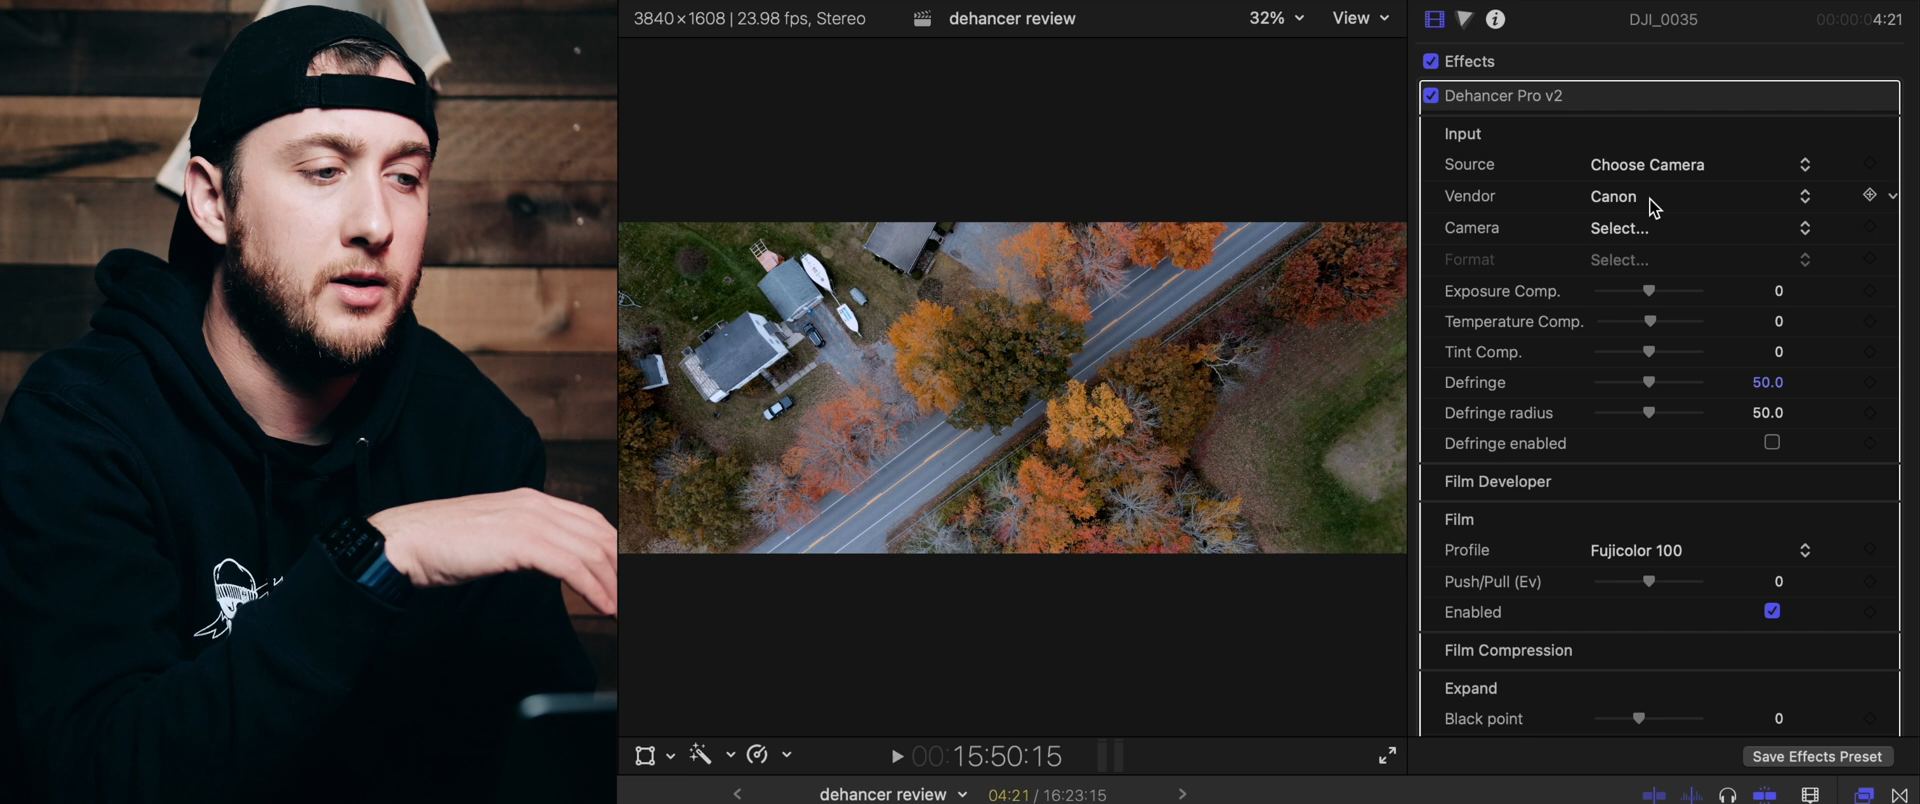 3840×1608 | 23.98 fps, Stereo
dehancer review
32%
View
DJI_0035
00:00:04:21
Effects
Dehancer Pro v2
Input
Source Choose Camera
Vendor Canon
Camera Select...
Format Select...
Exposure Comp. 0
Temperature Comp. 0
Tint Comp. 0
Defringe 50.0
Defringe radius 50.0
Defringe enabled
Film Developer
Film
Profile Fujicolor 100
Push/Pull (Ev) 0
Enabled
Film Compression
Expand
Black point 0
00:15:50:15
Save Effects Preset
dehancer review
04:21 / 16:23:15